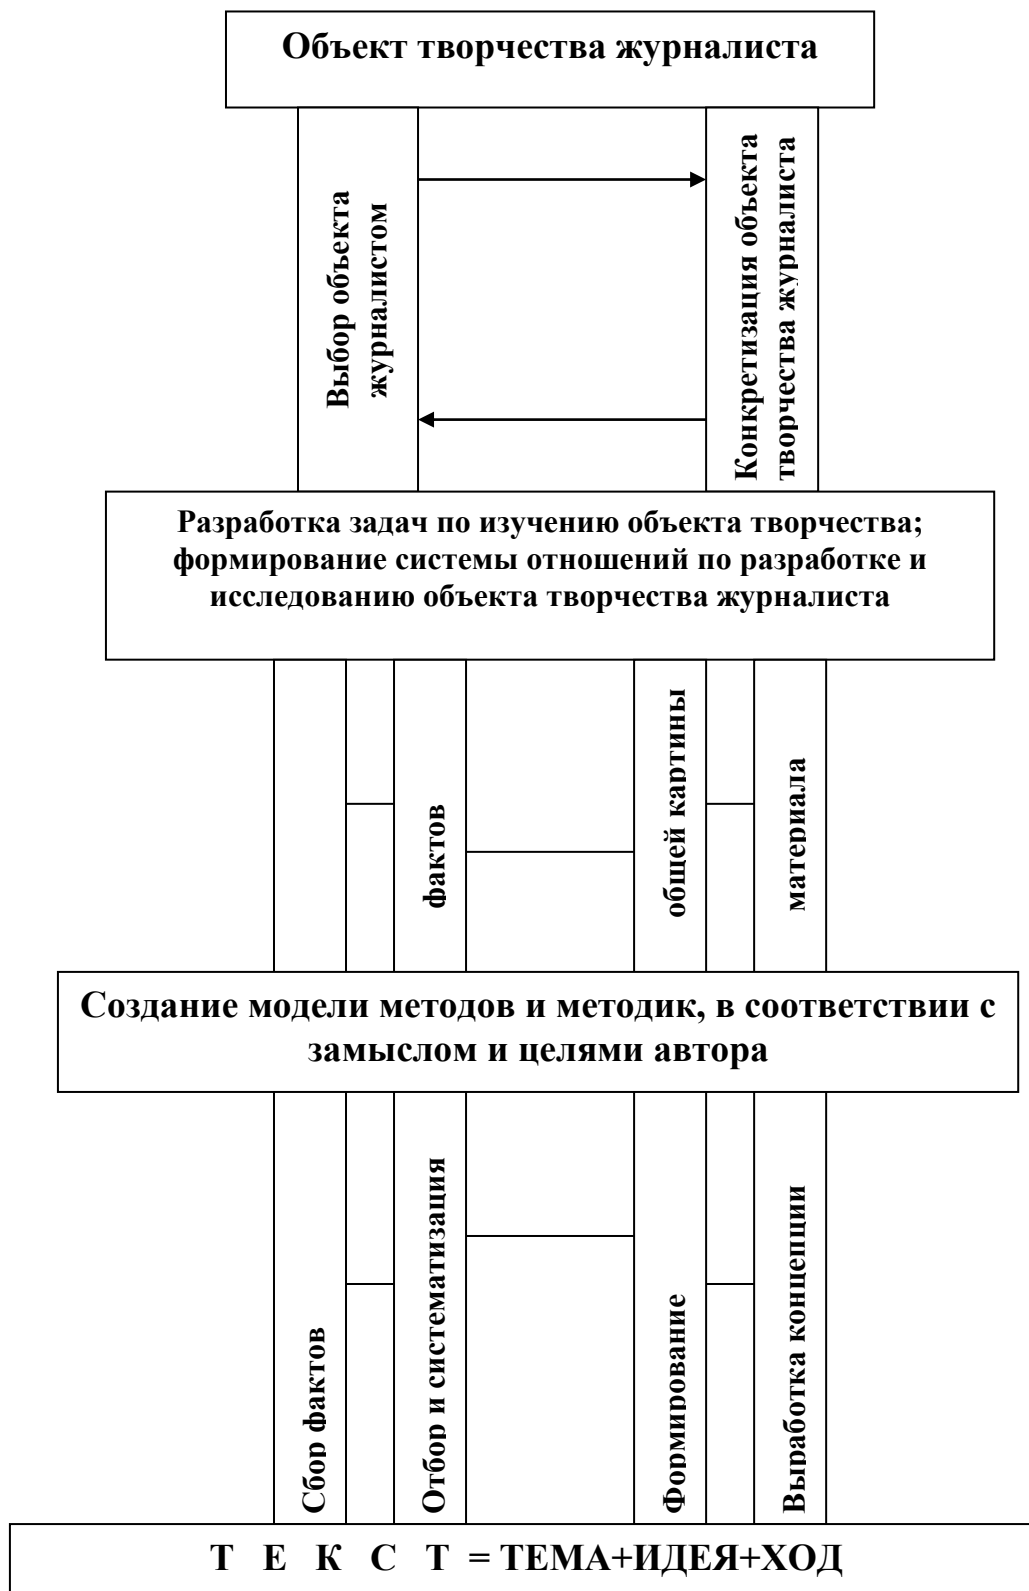 Объект творчества журналиста
Выбор объекта
журналистом
Конкретизация объекта
творчества журналиста
Разработка задач по изучению объекта творчества;
формирование системы отношений по разработке и
исследованию объекта творчества журналиста
фактов
общей картины
материала
Создание модели методов и методик, в соответствии с
замыслом и целями автора
Сбор фактов
Отбор и систематизация
Формирование
Выработка концепции
Т Е К С Т = ТЕМА+ИДЕЯ+ХОД